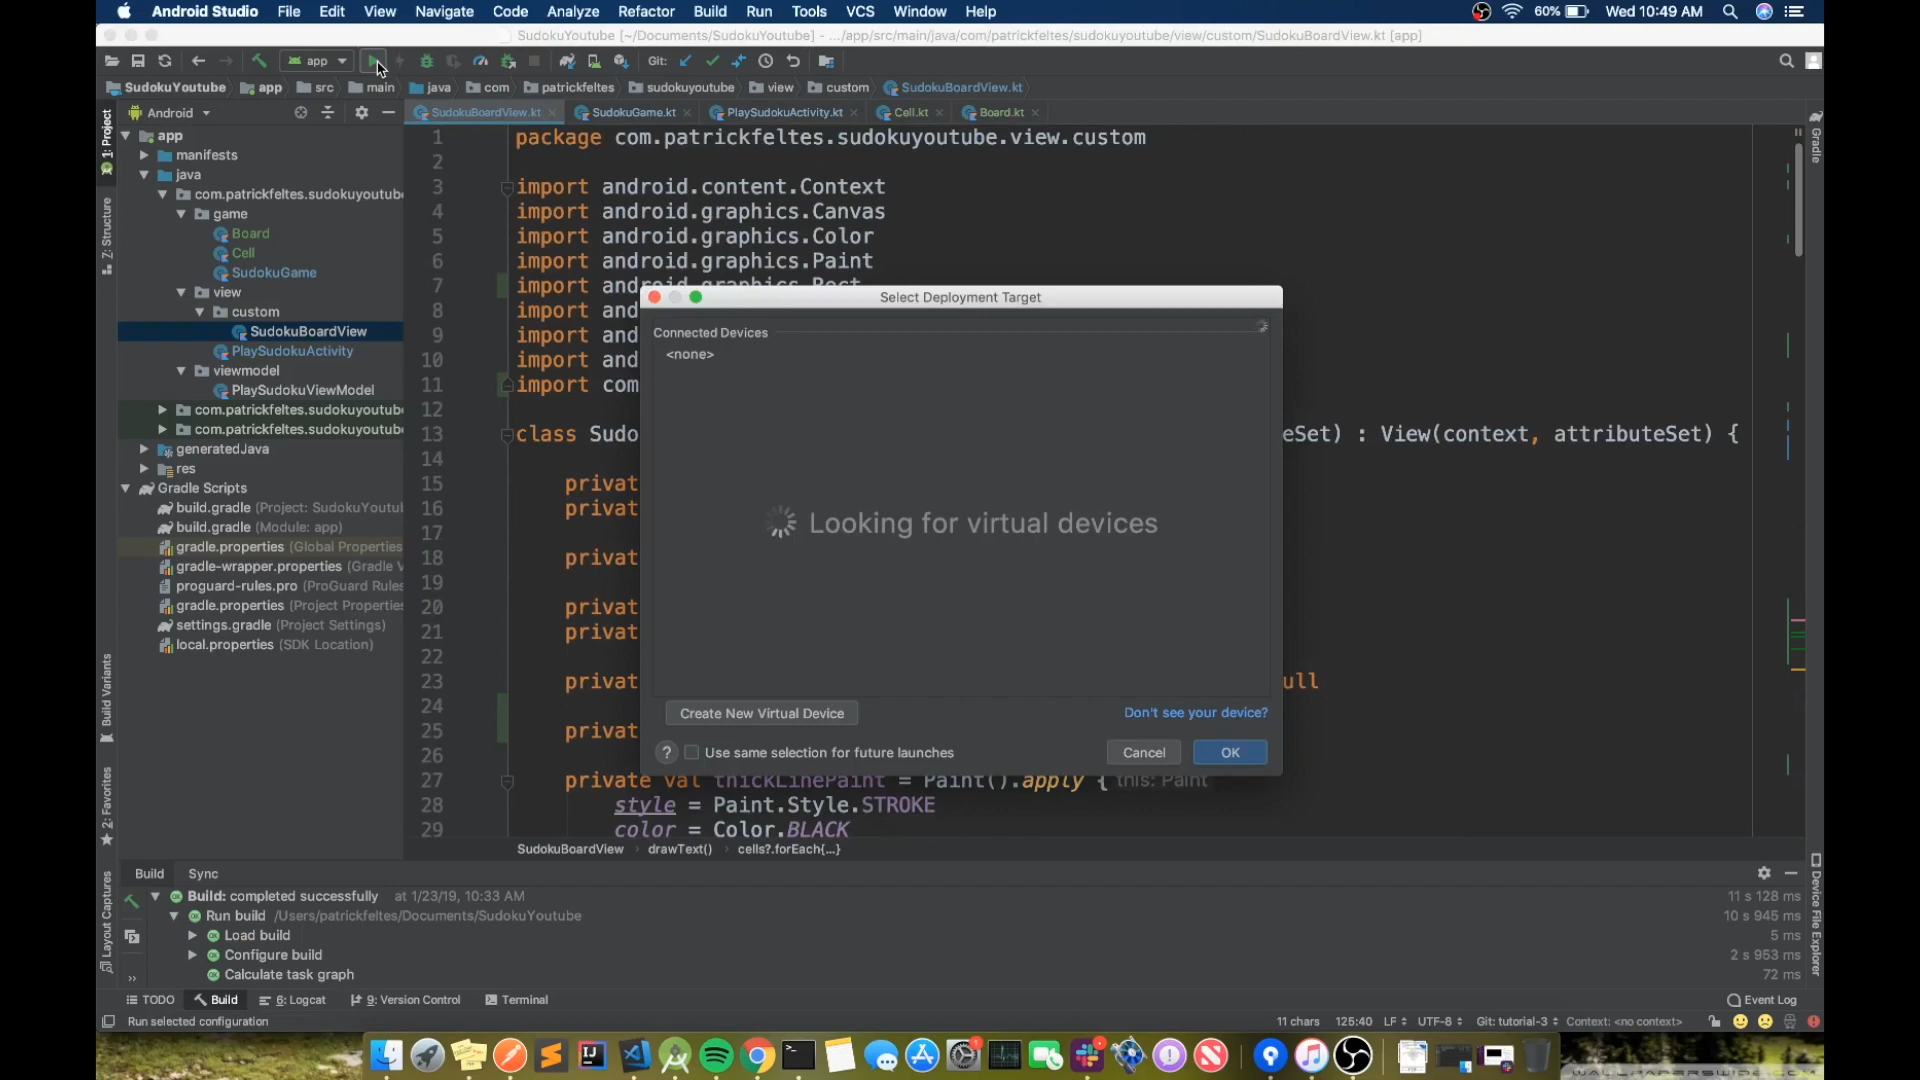 Android Studio File Edit View Navigate Code Analyze Refactor Build Run Tools VCS Window Help 60% Wed 10:49 AM
SudokuYoutube [~/Documents/SudokuYoutube] - .../app/src/main/java/com/patrickfeltes/sudokuyoutube/view/custom/SudokuBoardView.kt [app]
app Git:
SudokuYoutube app src main java com patrickfeltes sudokuyoutube view custom SudokuBoardView.kt
Android SudokuBoardView.kt SudokuGame.kt PlaySudokuActivity.kt Cell.kt Board.kt
1: Project
Z: Structure
Build Variants
2: Favorites
Layout Captures
Gradle
Device File Explorer
app
manifests
java
com.patrickfeltes.sudokuyoutube
game
Board
Cell
SudokuGame
view
custom
SudokuBoardView
PlaySudokuActivity
viewmodel
PlaySudokuViewModel
com.patrickfeltes.sudokuyoutube
com.patrickfeltes.sudokuyoutube
generatedJava
res
Gradle Scripts
build.gradle (Project: SudokuYoutul
build.gradle (Module: app)
gradle.properties (Global Properties
gradle-wrapper.properties (Gradle V
proguard-rules.pro (ProGuard Rules
gradle.properties (Project Properties
settings.gradle (Project Settings)
local.properties (SDK Location)
1 package com.patrickfeltes.sudokuyoutube.view.custom
2
3 import android.content.Context
4 import android.graphics.Canvas
5 import android.graphics.Color
6 import android.graphics.Paint
7 import android.graphics.Rect
8 import and
9 import and
10 import and
11 import com
12
13 class Sudo eSet) : View(context, attributeSet) {
14
15 privat
16 privat
17
18 privat
19
20 privat
21 privat
22
23 privat ull
24
25 privat
26
27 private val thickLinePaint = Paint().apply { this: Paint
28 style = Paint.Style.STROKE
29 color = Color.BLACK
Select Deployment Target
Connected Devices
<none>
Looking for virtual devices
Create New Virtual Device Don't see your device?
? Use same selection for future launches Cancel OK
SudokuBoardView drawText() cells?.forEach{...}
Build Sync
Build: completed successfully at 1/23/19, 10:33 AM 11 s 128 ms
Run build /Users/patrickfeltes/Documents/SudokuYoutube 10 s 945 ms
Load build 5 ms
Configure build 2 s 953 ms
Calculate task graph 72 ms
TODO Build 6: Logcat 9: Version Control Terminal Event Log
Run selected configuration 11 chars 125:40 LF UTF-8 Git: tutorial-3 Context: <no context>